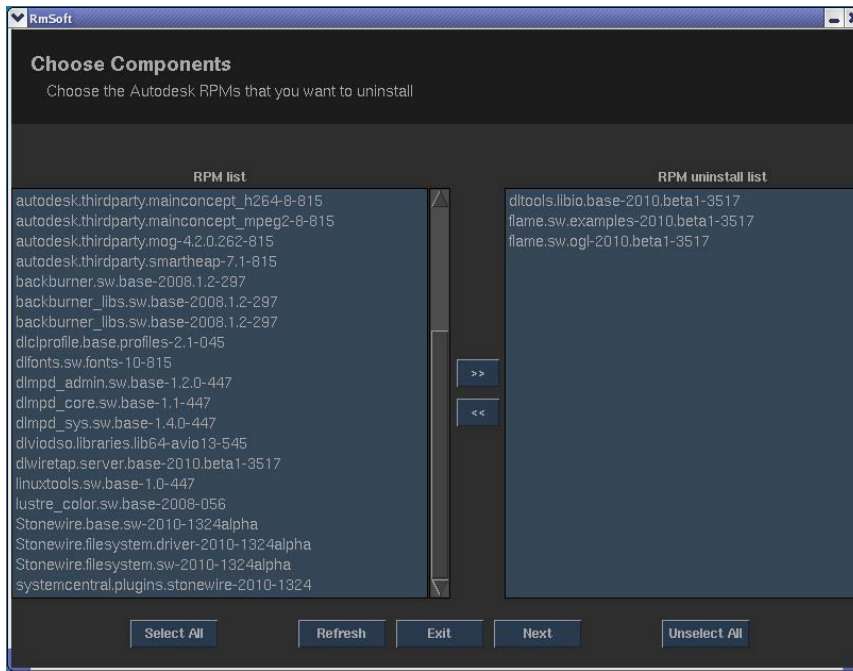 RmSoft
Choose Components
Choose the Autodesk RPMs that you want to uninstall
RPM list
autodesk.thirdparty.mainconcept_h264-8-815
autodesk.thirdparty.mainconcept_mpeg2-8-815
autodesk.thirdparty.mog-4.2.0.262-815
autodesk.thirdparty.smartheap-7.1-815
backburner.sw.base-2008.1.2-297
backburner_libs.sw.base-2008.1.2-297
backburner_libs.sw.base-2008.1.2-297
dlclprofile.base.profiles-2.1-045
dlfonts.sw.fonts-10-815
dlmpd_admin.sw.base-1.2.0-447
dlmpd_core.sw.base-1.1-447
dlmpd_sys.sw.base-1.4.0-447
dlviodso.libraries.lib64-avio13-545
dlwiretap.server.base-2010.beta1-3517
linuxtools.sw.base-1.0-447
lustre_color.sw.base-2008-056
Stonewire.base.sw-2010-1324alpha
Stonewire.filesystem.driver-2010-1324alpha
Stonewire.filesystem.sw-2010-1324alpha
systemcentral.plugins.stonewire-2010-1324
>>
<<
RPM uninstall list
dltools.libio.base-2010.beta1-3517
flame.sw.examples-2010.beta1-3517
flame.sw.ogl-2010.beta1-3517
Select All
Refresh
Exit
Next
Unselect All